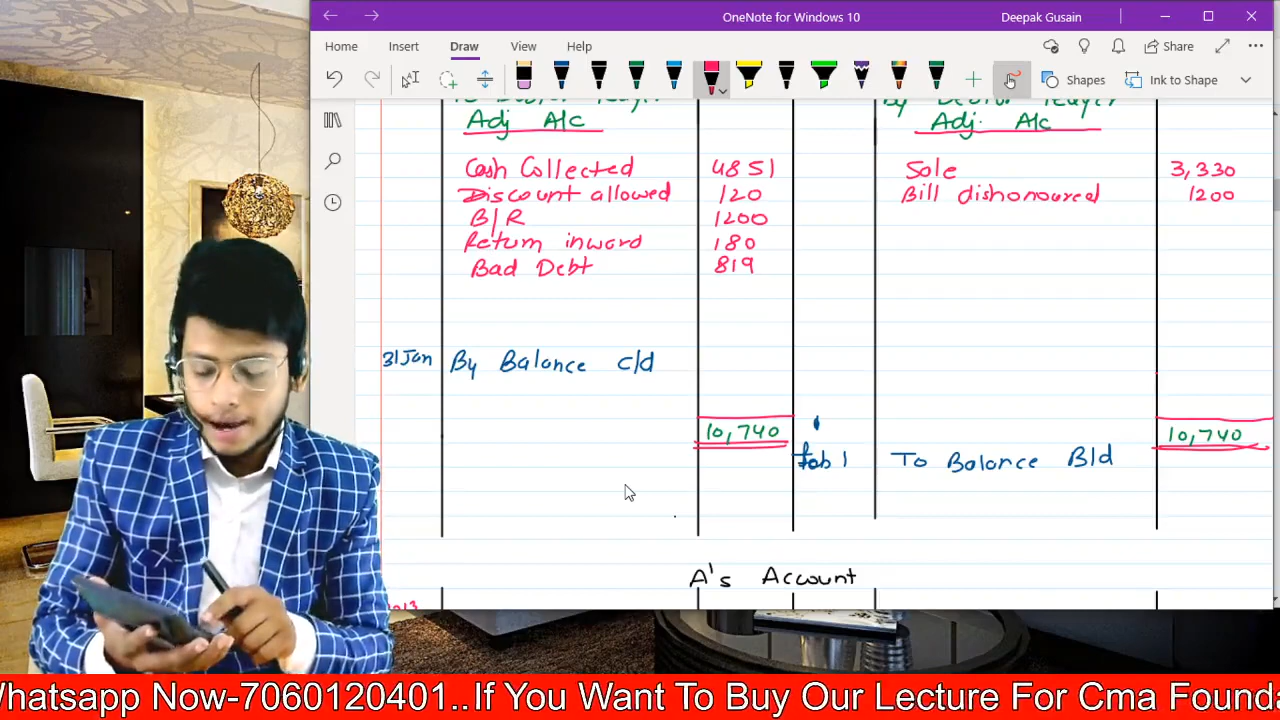 OneNote for Windows 10
Deepak Gusain
Home Insert Draw View Help
Share
Shapes
Ink to Shape
Adj A/c
Adj. A/c
Cash Collected 4851
Discount allowed 120
B/R 1200
Return inward 180
Bad Debt 819
Sale 3,330
Bill dishonoured 1200
31 Jan By Balance c/d
10,740
10,740
Feb 1 To Balance B/d
A's Account
Whatsapp Now-7060120401..If You Want To Buy Our Lecture For Cma Found